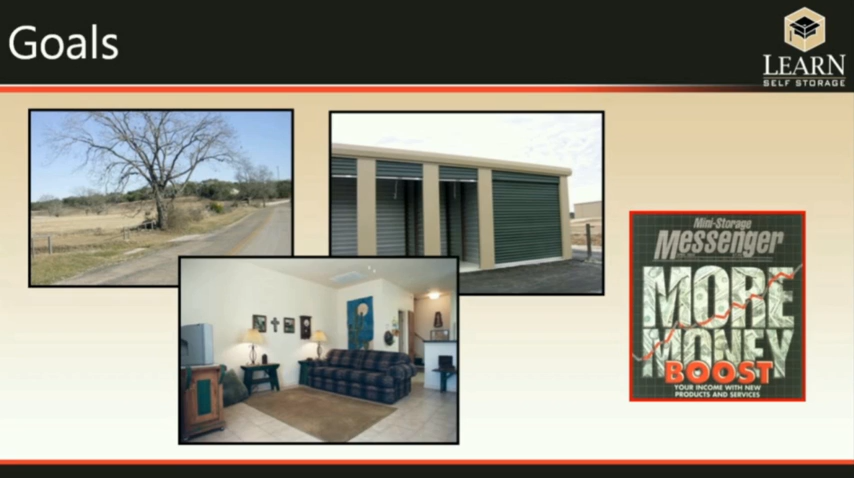 Goals
LEARN
SELF STORAGE
Mini-Storage
Messenger
MORE
MONEY
BOOST
YOUR INCOME WITH NEW
PRODUCTS AND SERVICES